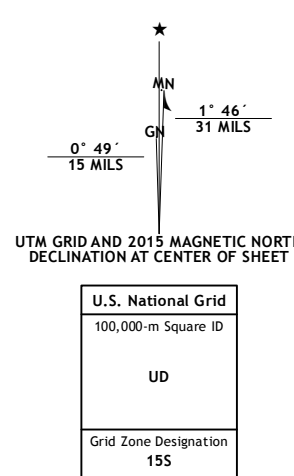 ★
MN
1° 46´
31 MILS
GN
0° 49´
15 MILS
UTM GRID AND 2015 MAGNETIC NORT
DECLINATION AT CENTER OF SHEET
U.S. National Grid
100,000-m Square ID
UD
Grid Zone Designation
15S